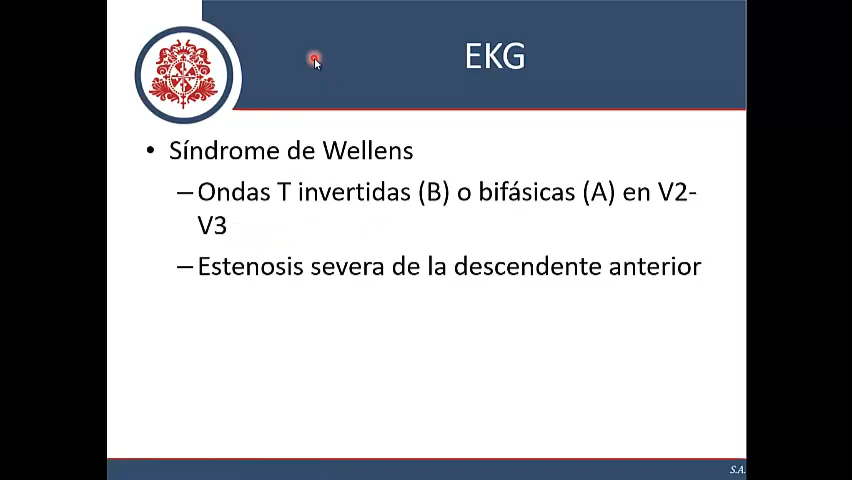 EKG
• Síndrome de Wellens
–Ondas T invertidas (B) o bifásicas (A) en V2-
V3
–Estenosis severa de la descendente anterior
S.A.